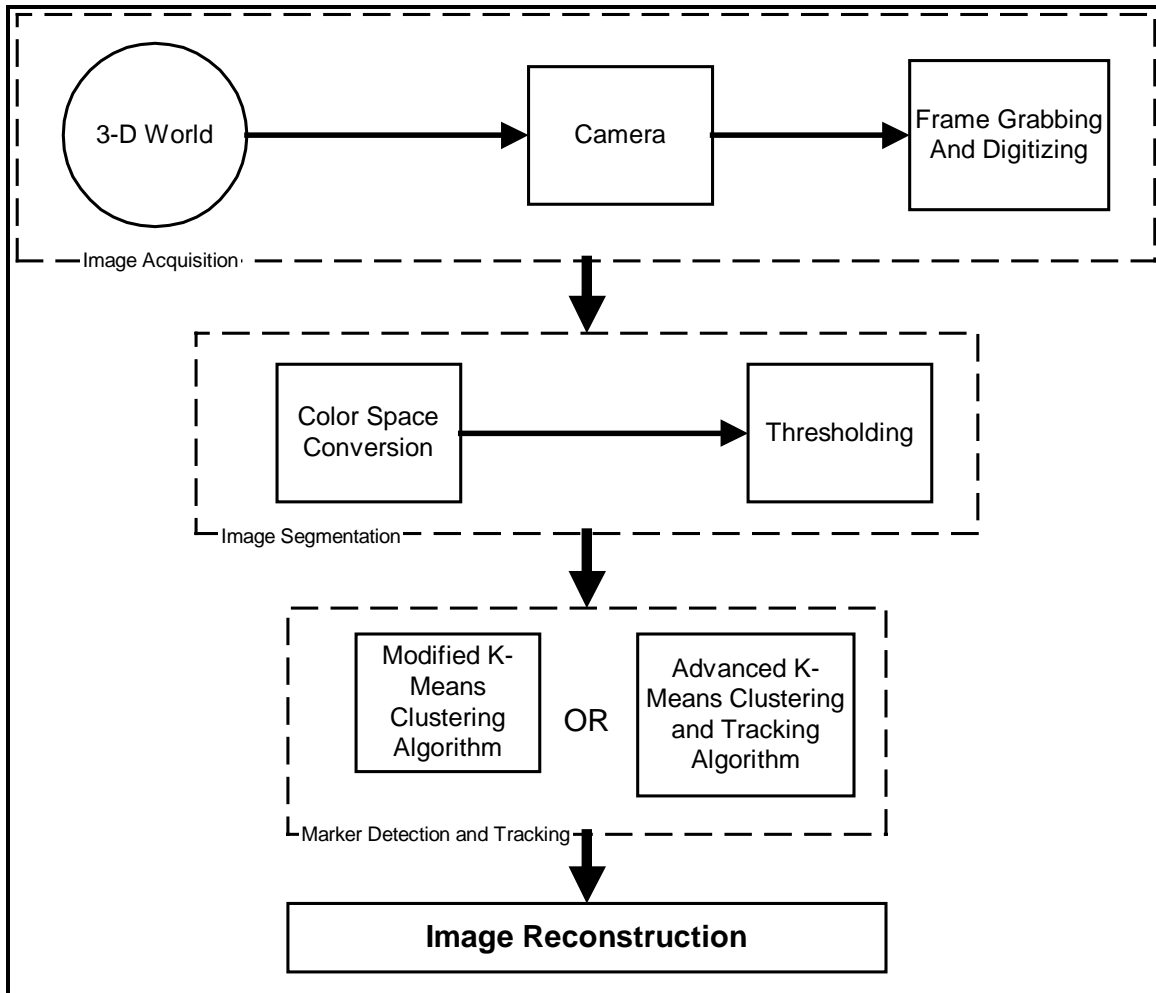 3-D World
Camera
Frame Grabbing
And Digitizing
Image Acquisition
Color Space
Conversion
Thresholding
Image Segmentation
Modified K-
Means
Clustering
Algorithm
OR
Advanced K-
Means Clustering
and Tracking
Algorithm
Marker Detection and Tracking
Image Reconstruction